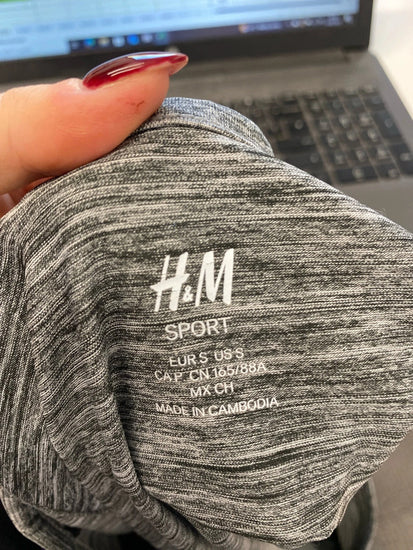 H&M
SPORT
EUR S US S
CA P CN 165/88A
MX CH
MADE IN CAMBODIA